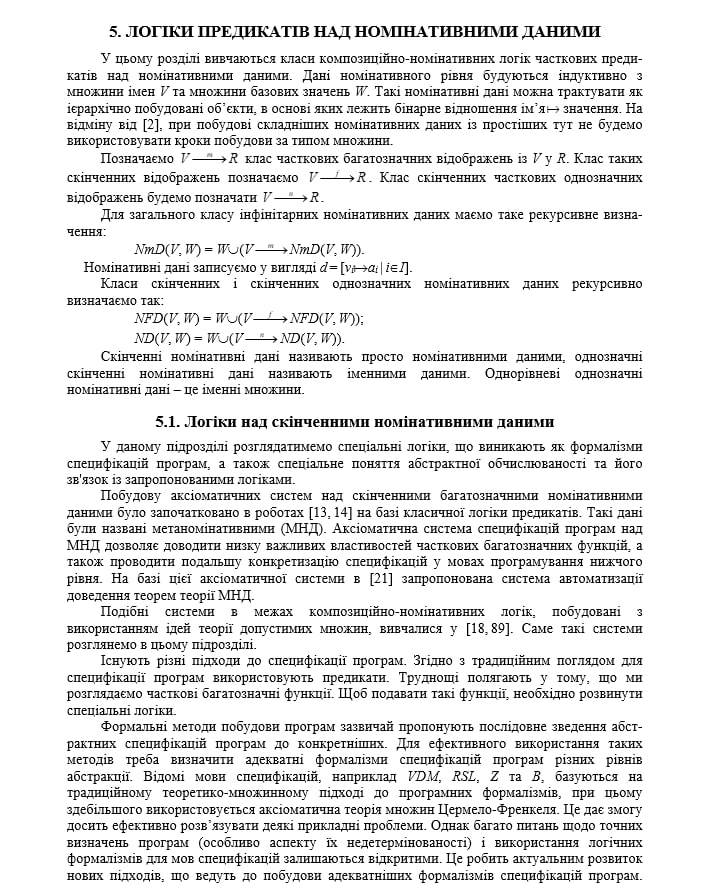 5. ЛОГІКИ ПРЕДИКАТІВ НАД НОМІНАТИВНИМИ ДАНИМИ
У цьому розділі вивчаються класи композиційно-номінативних логік часткових преди-
катів над номінативними даними. Дані номінативного рівня будуються індуктивно з
множини імен V та множини базових значень W. Такі номінативні дані можна трактувати як
ієрархічно побудовані об’єкти, в основі яких лежить бінарне відношення ім’я↦ значення. На
відміну від [2], при побудові складніших номінативних даних із простіших тут не будемо
використовувати кроки побудови за типом множини.
Позначаємо V —m→ R клас часткових багатозначних відображень із V у R. Клас таких
скінченних відображень позначаємо V —f→ R. Клас скінченних часткових однозначних
відображень будемо позначати V —n→ R.
Для загального класу інфінітарних номінативних даних маємо таке рекурсивне визна-
чення:
NmD(V, W) = W∪(V —m→ NmD(V, W)).
Номінативні дані записуємо у вигляді d = [vᵢ↦aᵢ | i∈I].
Класи скінченних і скінченних однозначних номінативних даних рекурсивно
визначаємо так:
NFD(V, W) = W∪(V —f→ NFD(V, W));
ND(V, W) = W∪(V —n→ ND(V, W)).
Скінченні номінативні дані називають просто номінативними даними, однозначні
скінченні номінативні дані називають іменними даними. Однорівневі однозначні
номінативні дані – це іменні множини.
5.1. Логіки над скінченними номінативними даними
У даному підрозділі розглядатимемо спеціальні логіки, що виникають як формалізми
специфікацій програм, а також спеціальне поняття абстрактної обчислюваності та його
зв'язок із запропонованими логіками.
Побудову аксіоматичних систем над скінченними багатозначними номінативними
даними було започатковано в роботах [13, 14] на базі класичної логіки предикатів. Такі дані
були названі метаномінативними (МНД). Аксіоматична система специфікацій програм над
МНД дозволяє доводити низку важливих властивостей часткових багатозначних функцій, а
також проводити подальшу конкретизацію специфікацій у мовах програмування нижчого
рівня. На базі цієї аксіоматичної системи в [21] запропонована система автоматизації
доведення теорем теорії МНД.
Подібні системи в межах композиційно-номінативних логік, побудовані з
використанням ідей теорії допустимих множин, вивчалися у [18, 89]. Саме такі системи
розглянемо в цьому підрозділі.
Існують різні підходи до специфікації програм. Згідно з традиційним поглядом для
специфікації програм використовують предикати. Труднощі полягають у тому, що ми
розглядаємо часткові багатозначні функції. Щоб подавати такі функції, необхідно розвинути
спеціальні логіки.
Формальні методи побудови програм зазвичай пропонують послідовне зведення абст-
рактних специфікацій програм до конкретніших. Для ефективного використання таких
методів треба визначити адекватні формалізми специфікацій програм різних рівнів
абстракції. Відомі мови специфікацій, наприклад VDM, RSL, Z та B, базуються на
традиційному теоретико-множинному підході до програмних формалізмів, при цьому
здебільшого використовується аксіоматична теорія множин Цермело-Френкеля. Це дає змогу
досить ефективно розв’язувати деякі прикладні проблеми. Однак багато питань щодо точних
визначень програм (особливо аспекту їх недетермінованості) і використання логічних
формалізмів для мов специфікацій залишаються відкритими. Це робить актуальним розвиток
нових підходів, що ведуть до побудови адекватніших формалізмів специфікацій програм.